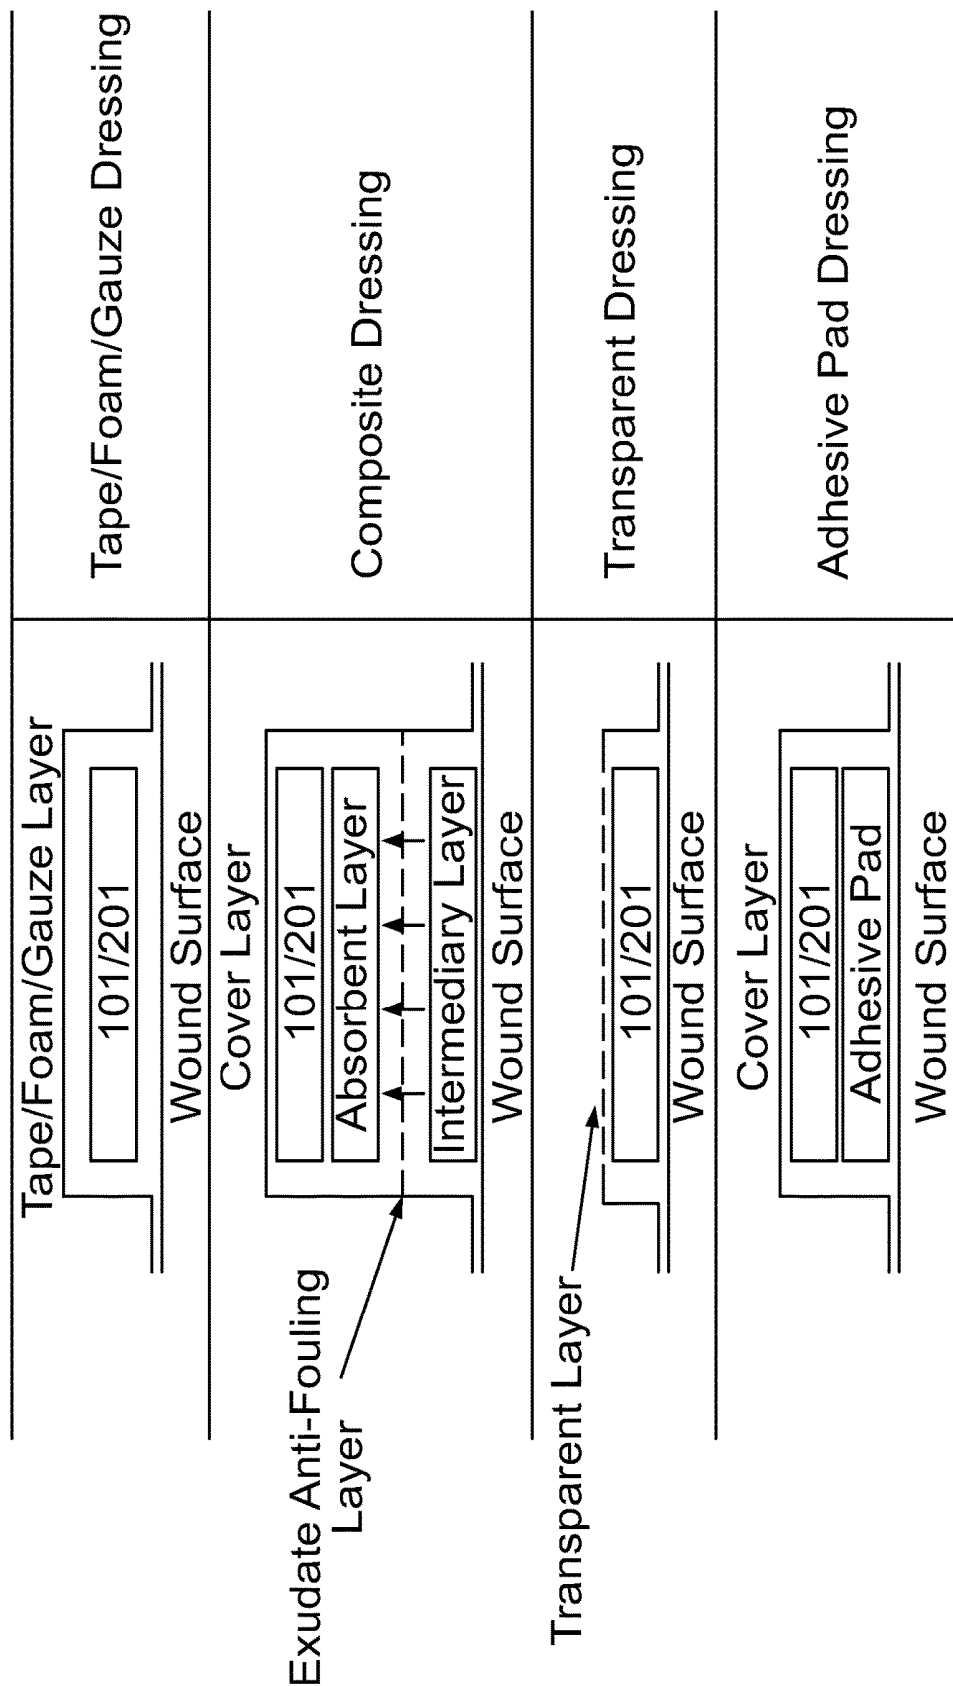 Tape/Foam/Gauze Layer
101/201
Wound Surface
Tape/Foam/Gauze Dressing
Cover Layer
101/201
Absorbent Layer
Intermediary Layer
Wound Surface
Exudate Anti-Fouling
Layer
Composite Dressing
101/201
Wound Surface
Transparent Layer
Transparent Dressing
Cover Layer
101/201
Adhesive Pad
Wound Surface
Adhesive Pad Dressing